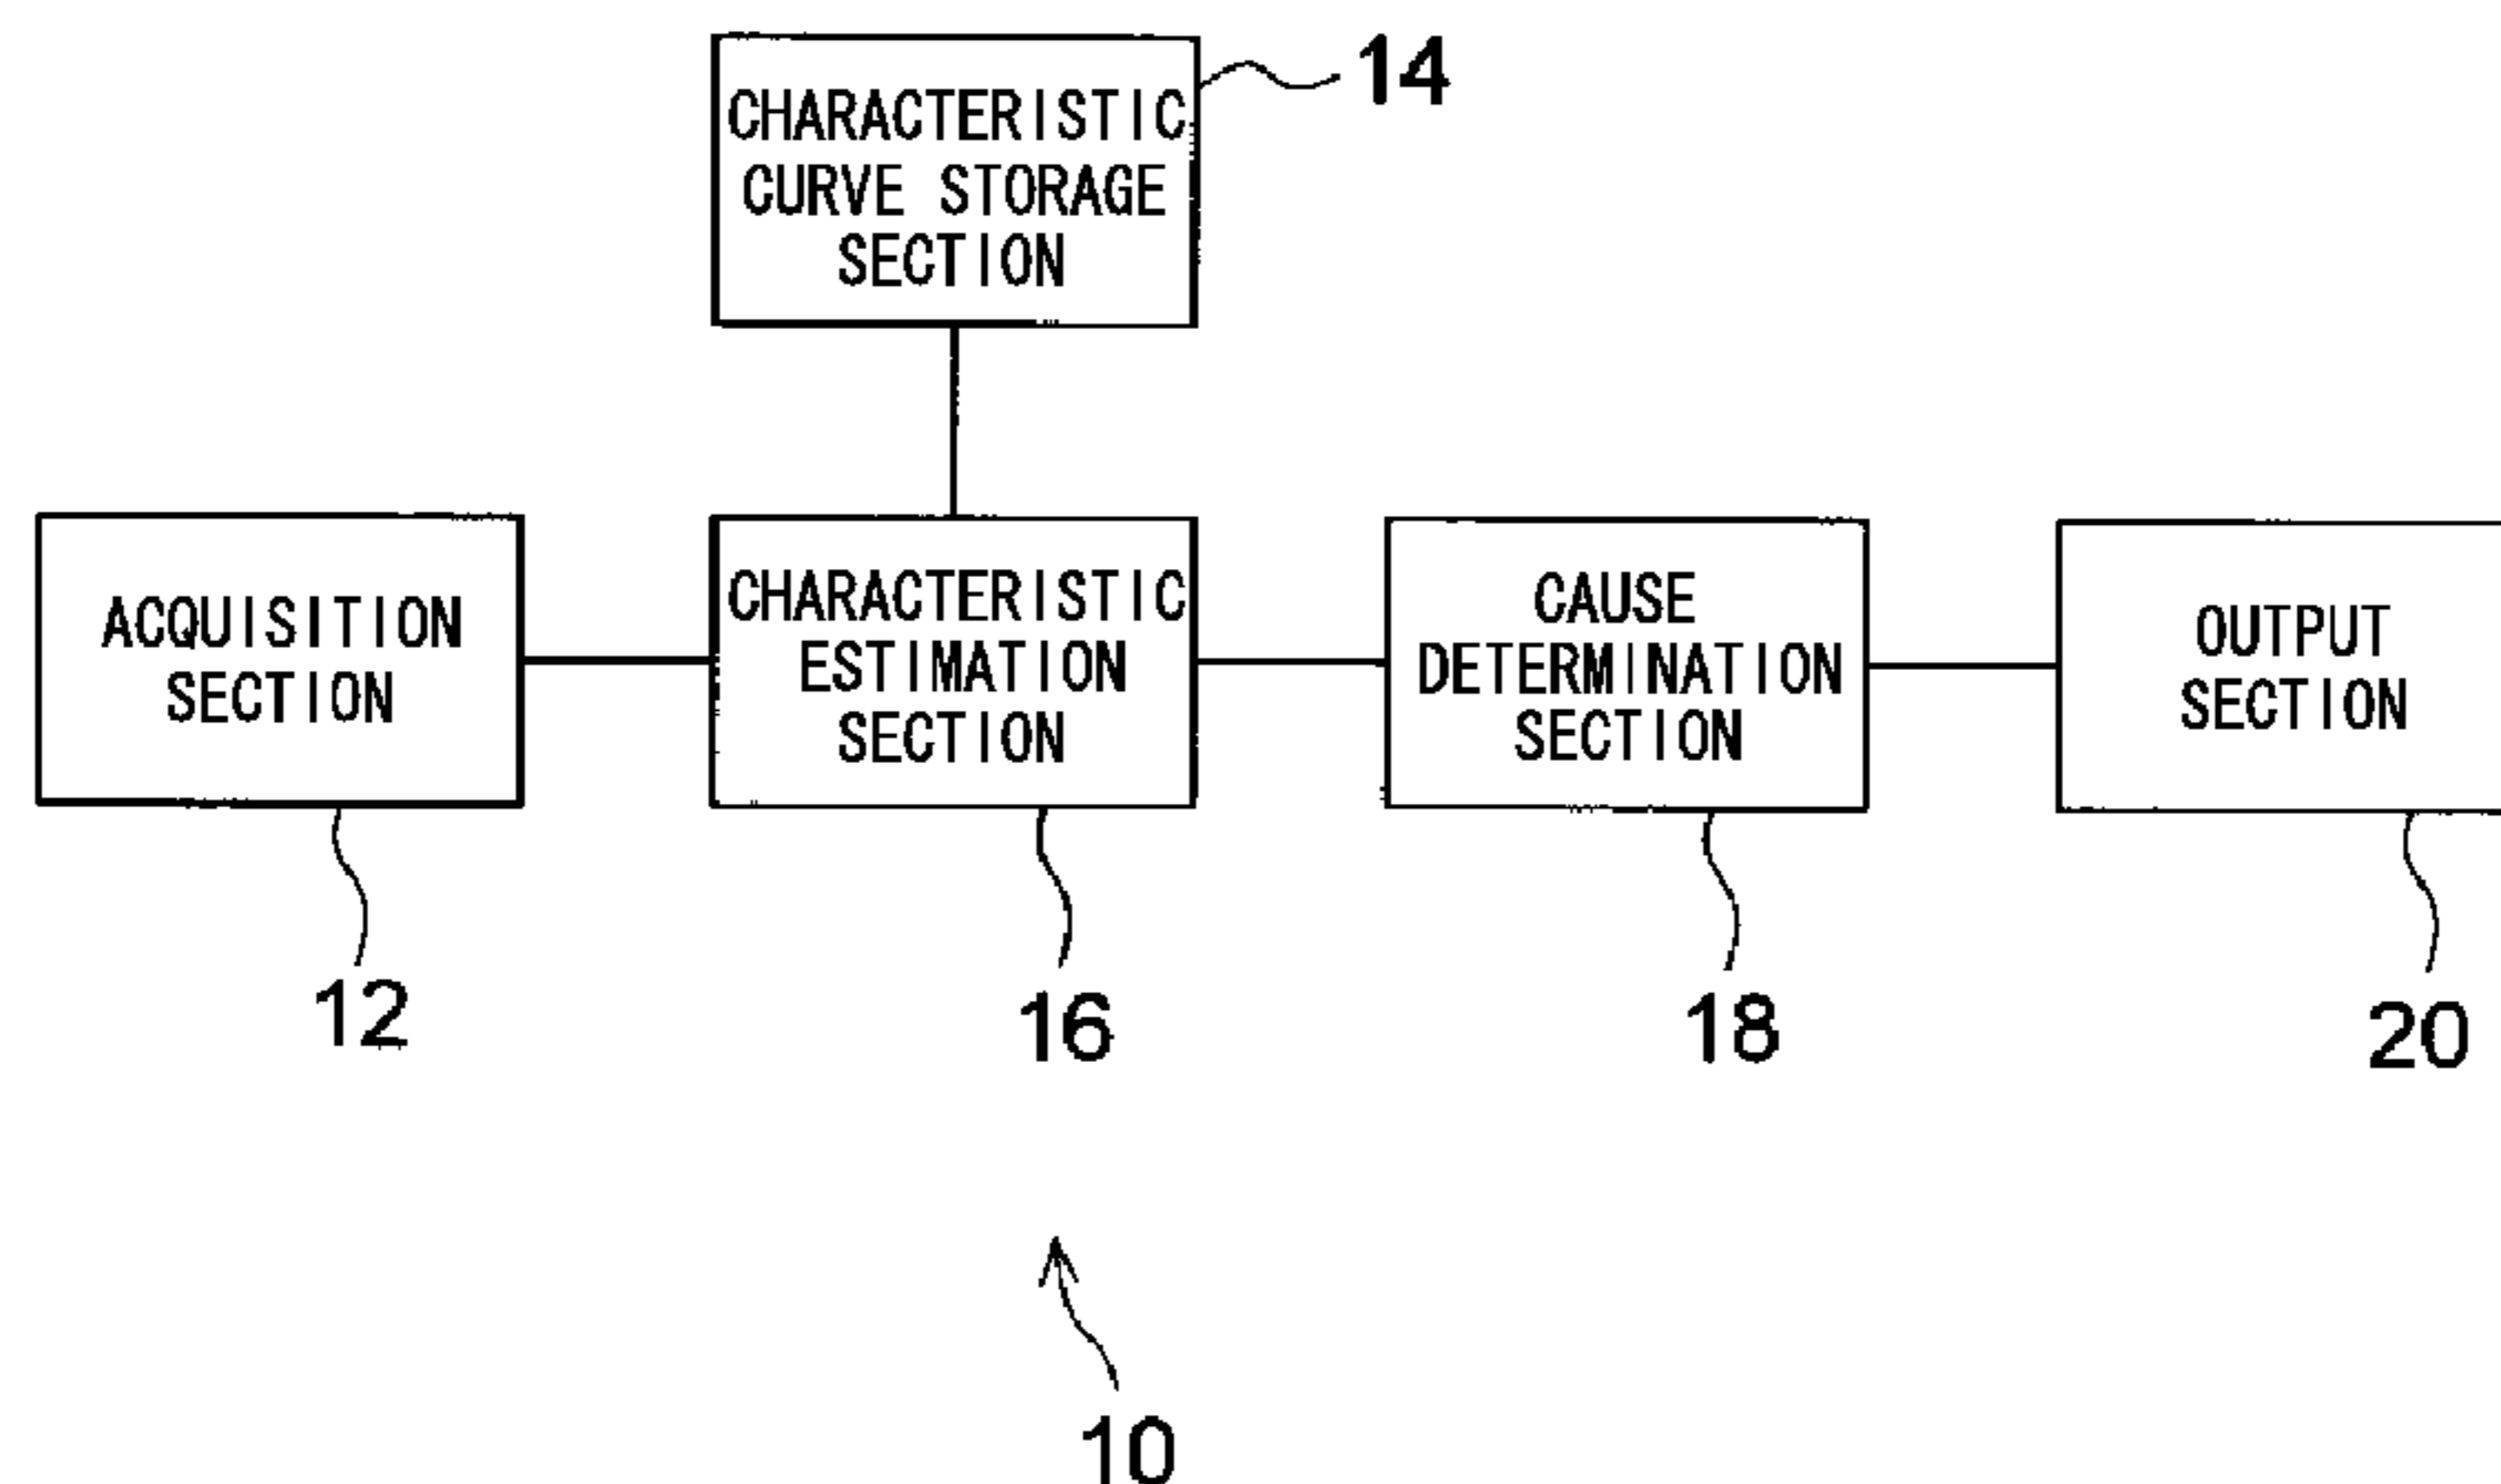 CHARACTERISTIC
CURVE STORAGE
SECTION
14
ACQUISITION
SECTION
12
CHARACTERISTIC
ESTIMATION
SECTION
16
CAUSE
DETERMINATION
SECTION
18
OUTPUT
SECTION
20
10